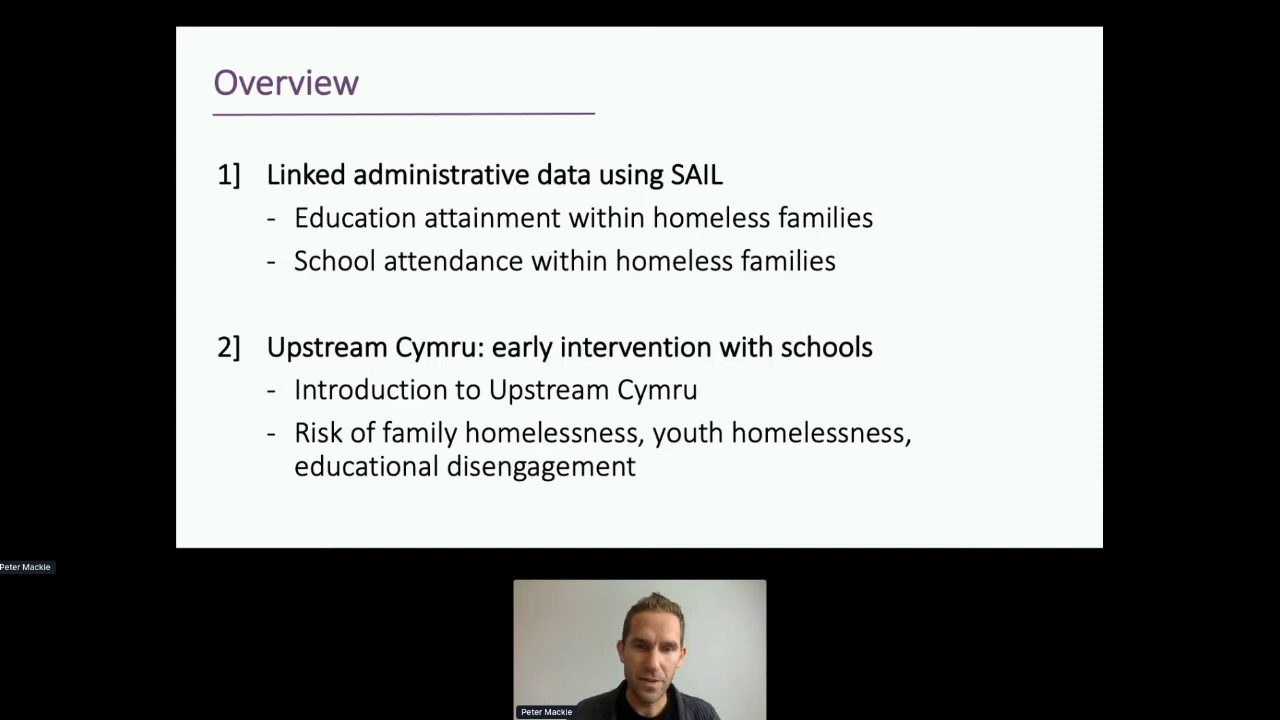 Overview
1] Linked administrative data using SAIL
- Education attainment within homeless families
- School attendance within homeless families
2] Upstream Cymru: early intervention with schools
- Introduction to Upstream Cymru
- Risk of family homelessness, youth homelessness,
educational disengagement
Peter Mackie
Peter Mackie